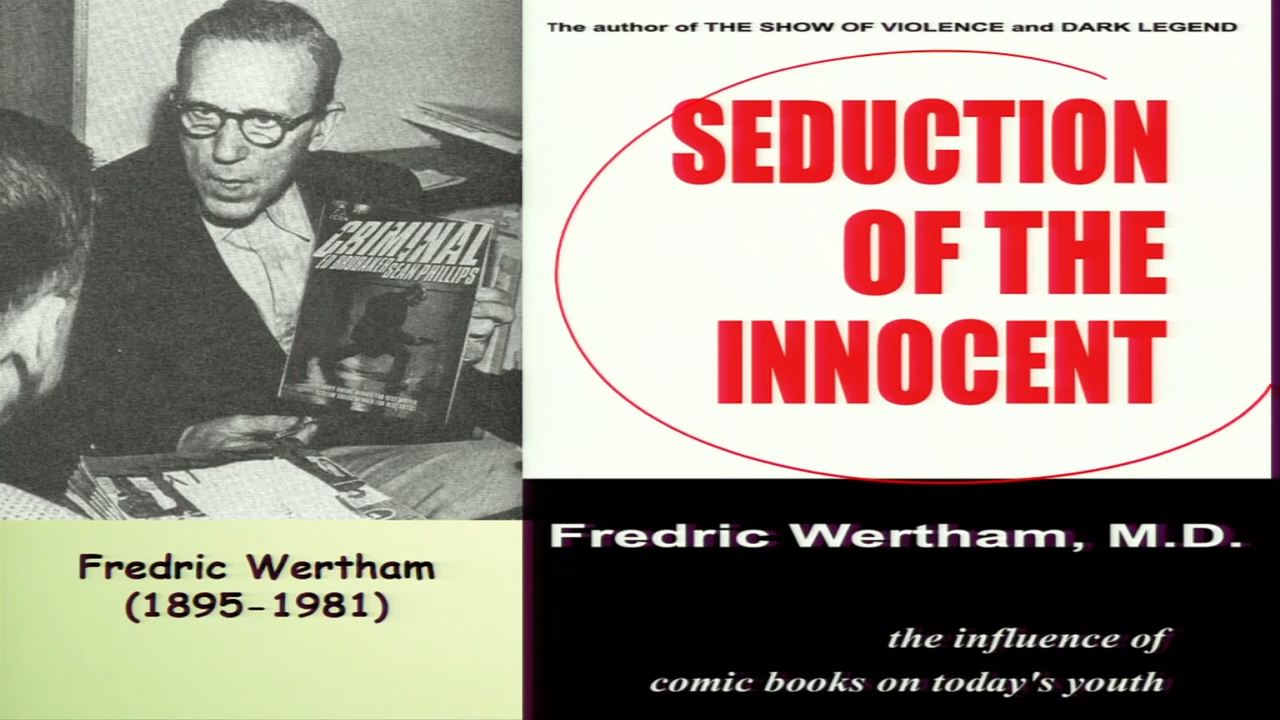 CRIMINAL
ED BRUBAKER SEAN PHILLIPS
Fredric Wertham
(1895-1981)
The author of THE SHOW OF VIOLENCE and DARK LEGEND
SEDUCTION
OF THE
INNOCENT
Fredric Wertham, M.D.
the influence of
comic books on today's youth